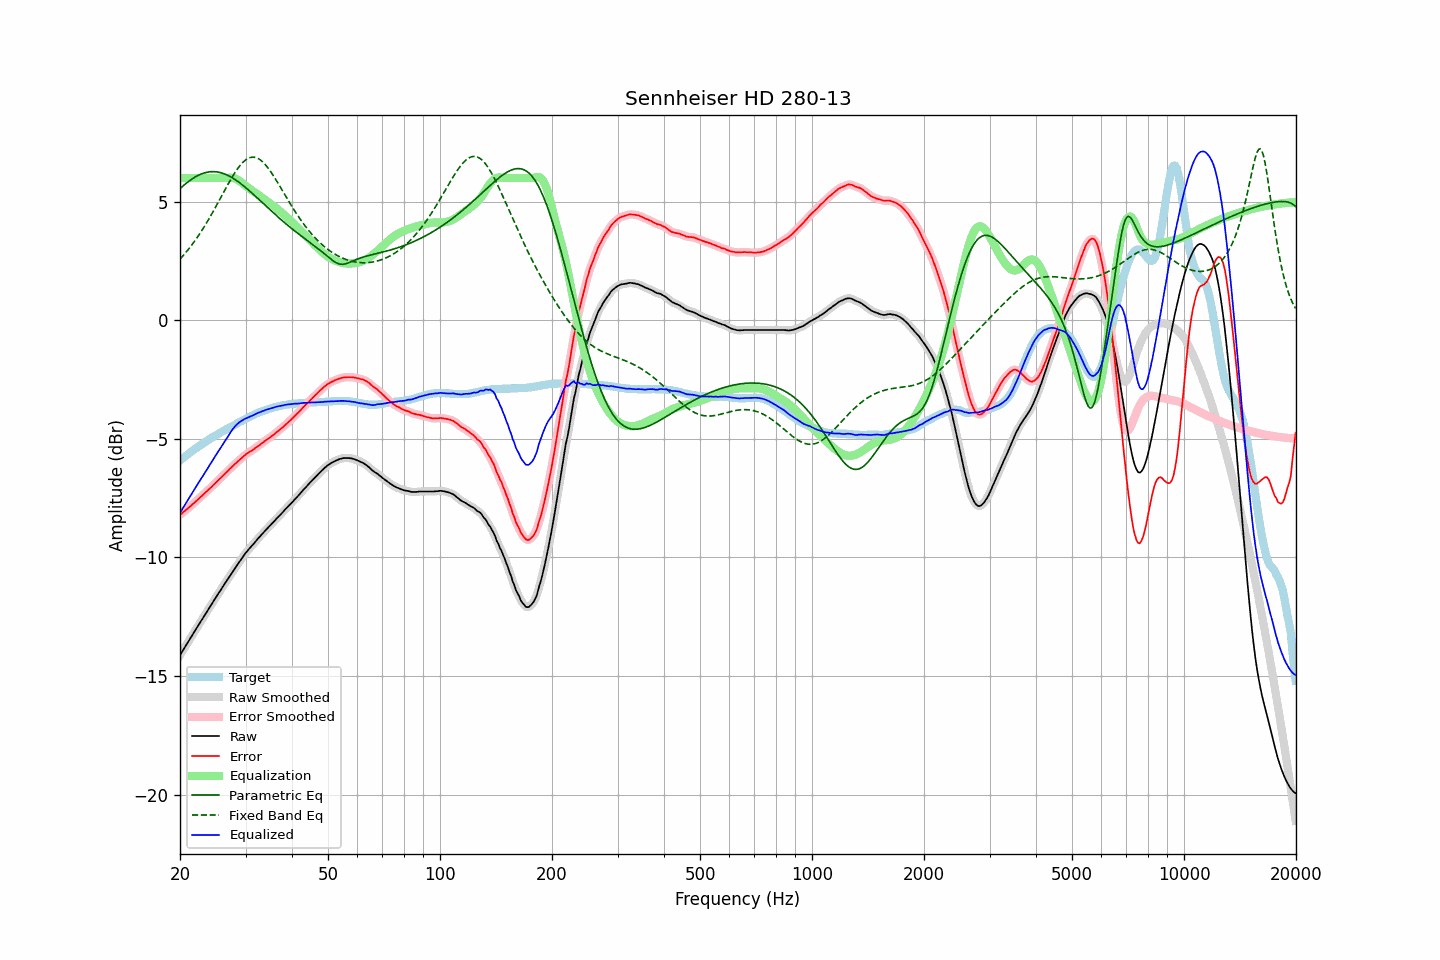 Sennheiser HD 280-13
Amplitude (dBr)
5
0
−5
−10
−15
−20
Target
Raw Smoothed
Error Smoothed
Raw
Error
Equalization
Parametric Eq
Fixed Band Eq
Equalized
20 50 100 200 500 1000 2000 5000 10000 20000
Frequency (Hz)